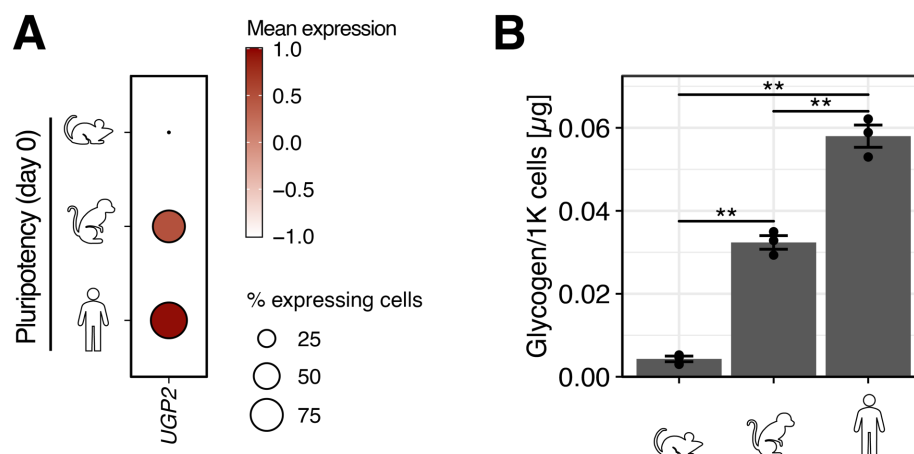 A
Mean expression
1.0
0.5
0.0
−0.5
−1.0
Pluripotency (day 0)
% expressing cells
25
50
75
UGP2
B
Glycogen/1K cells [µg]
0.06
0.04
0.02
0.00
**
**
**